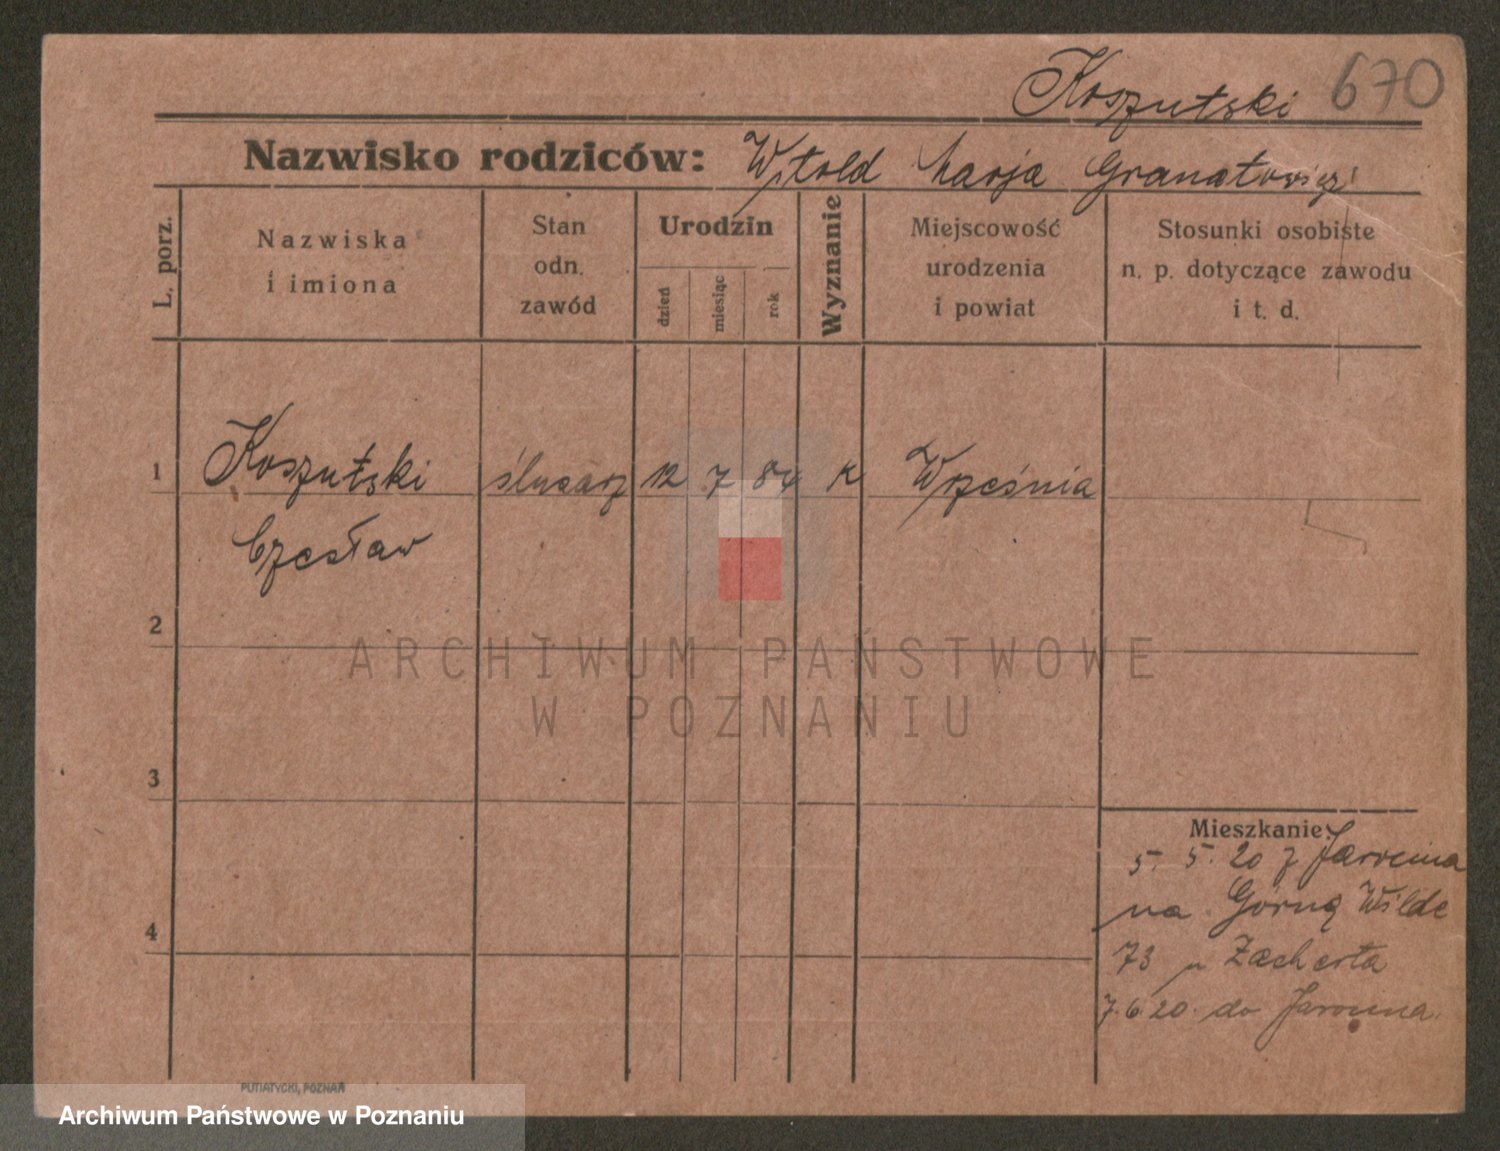 Koszutski 670
Nazwisko rodziców: Witold Marja Granatowicz
L. porz.
Nazwiska
i imiona
Stan
odn.
zawód
Urodzin
dzień
miesiąc
rok
Wyznanie
Miejscowość
urodzenia
i powiat
Stosunki osobiste
n. p. dotyczące zawodu
i t. d.
1 Koszutski ślusarz 12 7 84 k Września
Czesław
2
ARCHIWUM PAŃSTWOWE
W POZNANIU
3
Mieszkanie:
5. 5. 20 z Jarocina
na Górną Wildę
4
73 u Zacherta
7.6.20. do Jarocina.
PUTIATYCKI, POZNAŃ
Archiwum Państwowe w Poznaniu